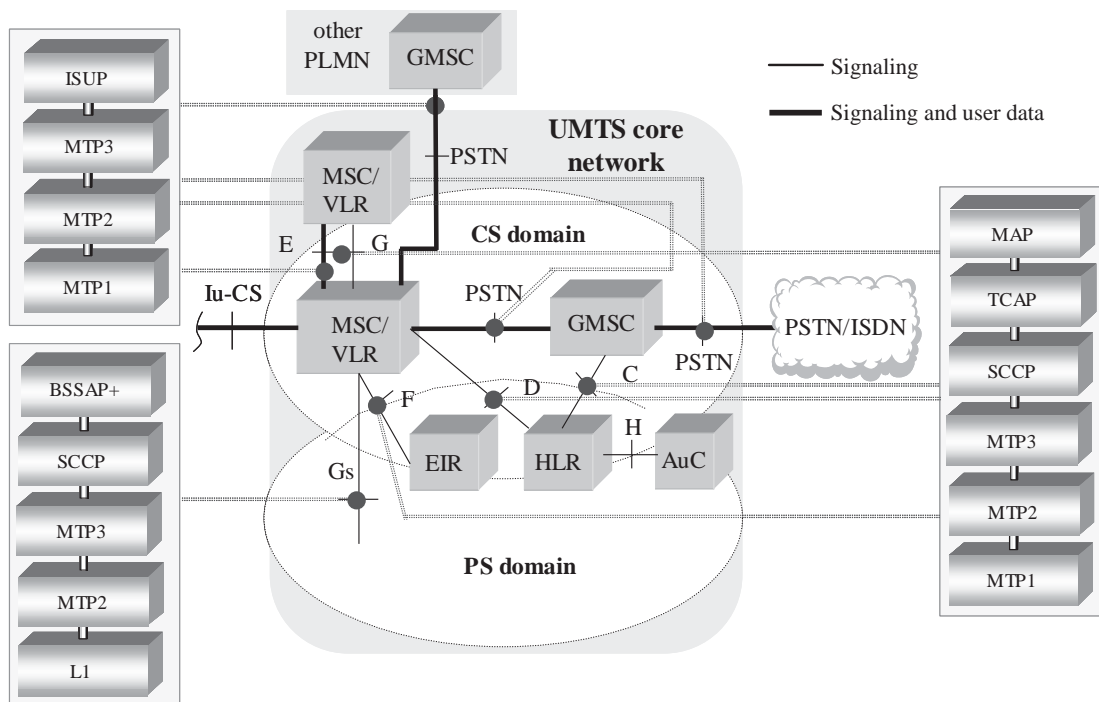 other
PLMN
GMSC
Signaling
Signaling and user data
ISUP
MTP3
MTP2
MTP1
UMTS core
network
PSTN
MSC/
VLR
E
G
CS domain
Iu-CS
MSC/
VLR
PSTN
GMSC
PSTN
PSTN/ISDN
MAP
TCAP
SCCP
MTP3
MTP2
MTP1
BSSAP+
SCCP
MTP3
MTP2
L1
F
D
C
H
EIR
HLR
AuC
Gs
PS domain